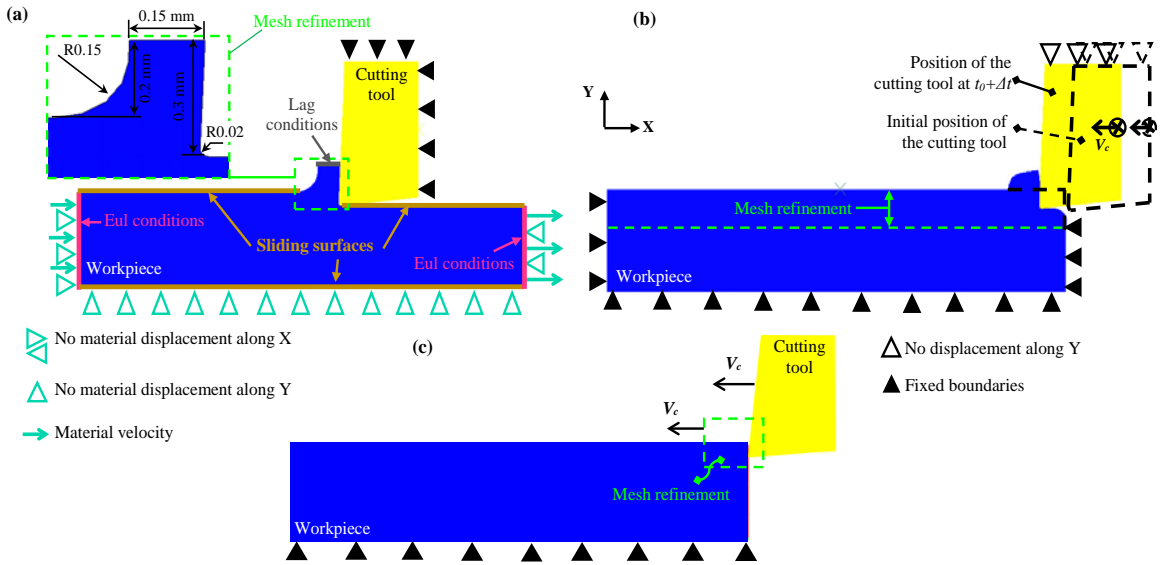 (a)
0.15 mm
Mesh refinement
R0.15
0.2 mm
0.3 mm
R0.02
Lag
conditions
Cutting
tool
Eul conditions
Sliding surfaces
Eul conditions
Workpiece
No material displacement along X
No material displacement along Y
Material velocity
(b)
Y
X
Position of the
cutting tool at t0+Δt
Initial position of
the cutting tool
Vc
Mesh refinement
Workpiece
No displacement along Y
Fixed boundaries
(c)
Cutting
tool
Vc
Vc
Mesh refinement
Workpiece